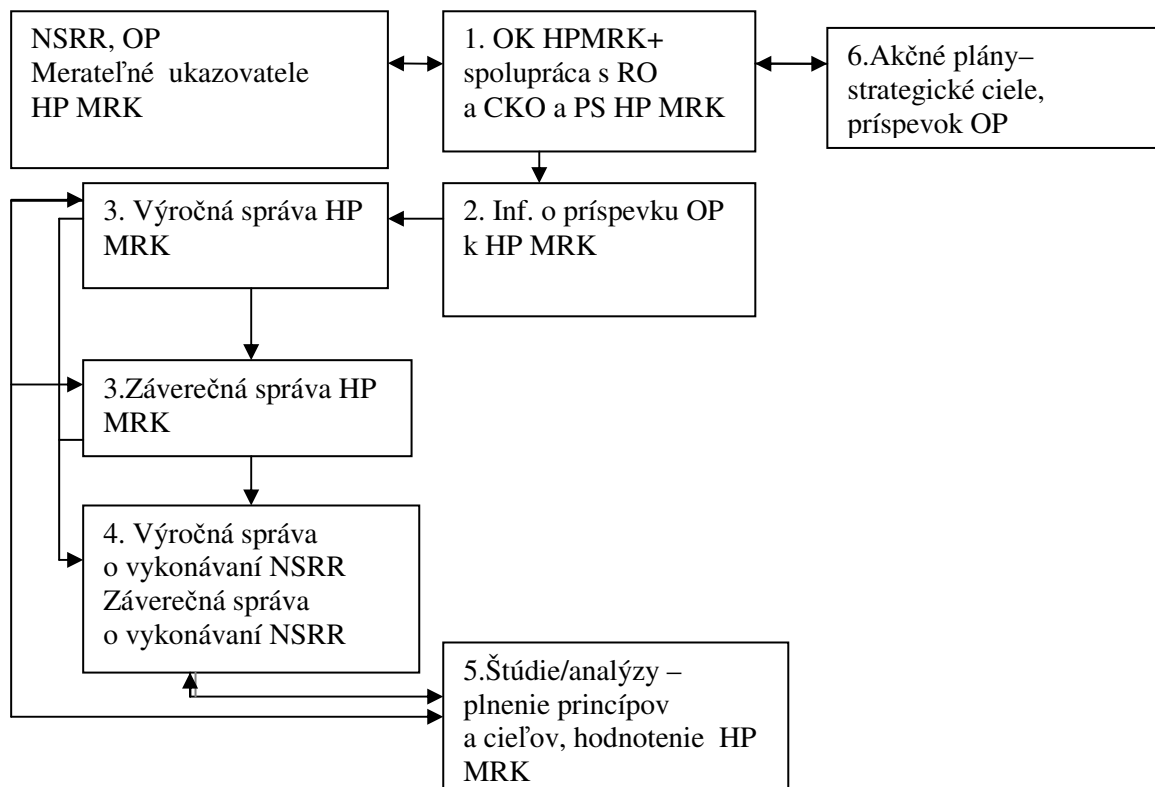 NSRR, OP
Merateľné ukazovatele
HP MRK
1. OK HPMRK+
spolupráca s RO
a CKO a PS HP MRK
6.Akčné plány–
strategické ciele,
príspevok OP
3. Výročná správa HP
MRK
2. Inf. o príspevku OP
k HP MRK
3.Záverečná správa HP
MRK
4. Výročná správa
o vykonávaní NSRR
Záverečná správa
o vykonávaní NSRR
5.Štúdie/analýzy –
plnenie princípov
a cieľov, hodnotenie HP
MRK